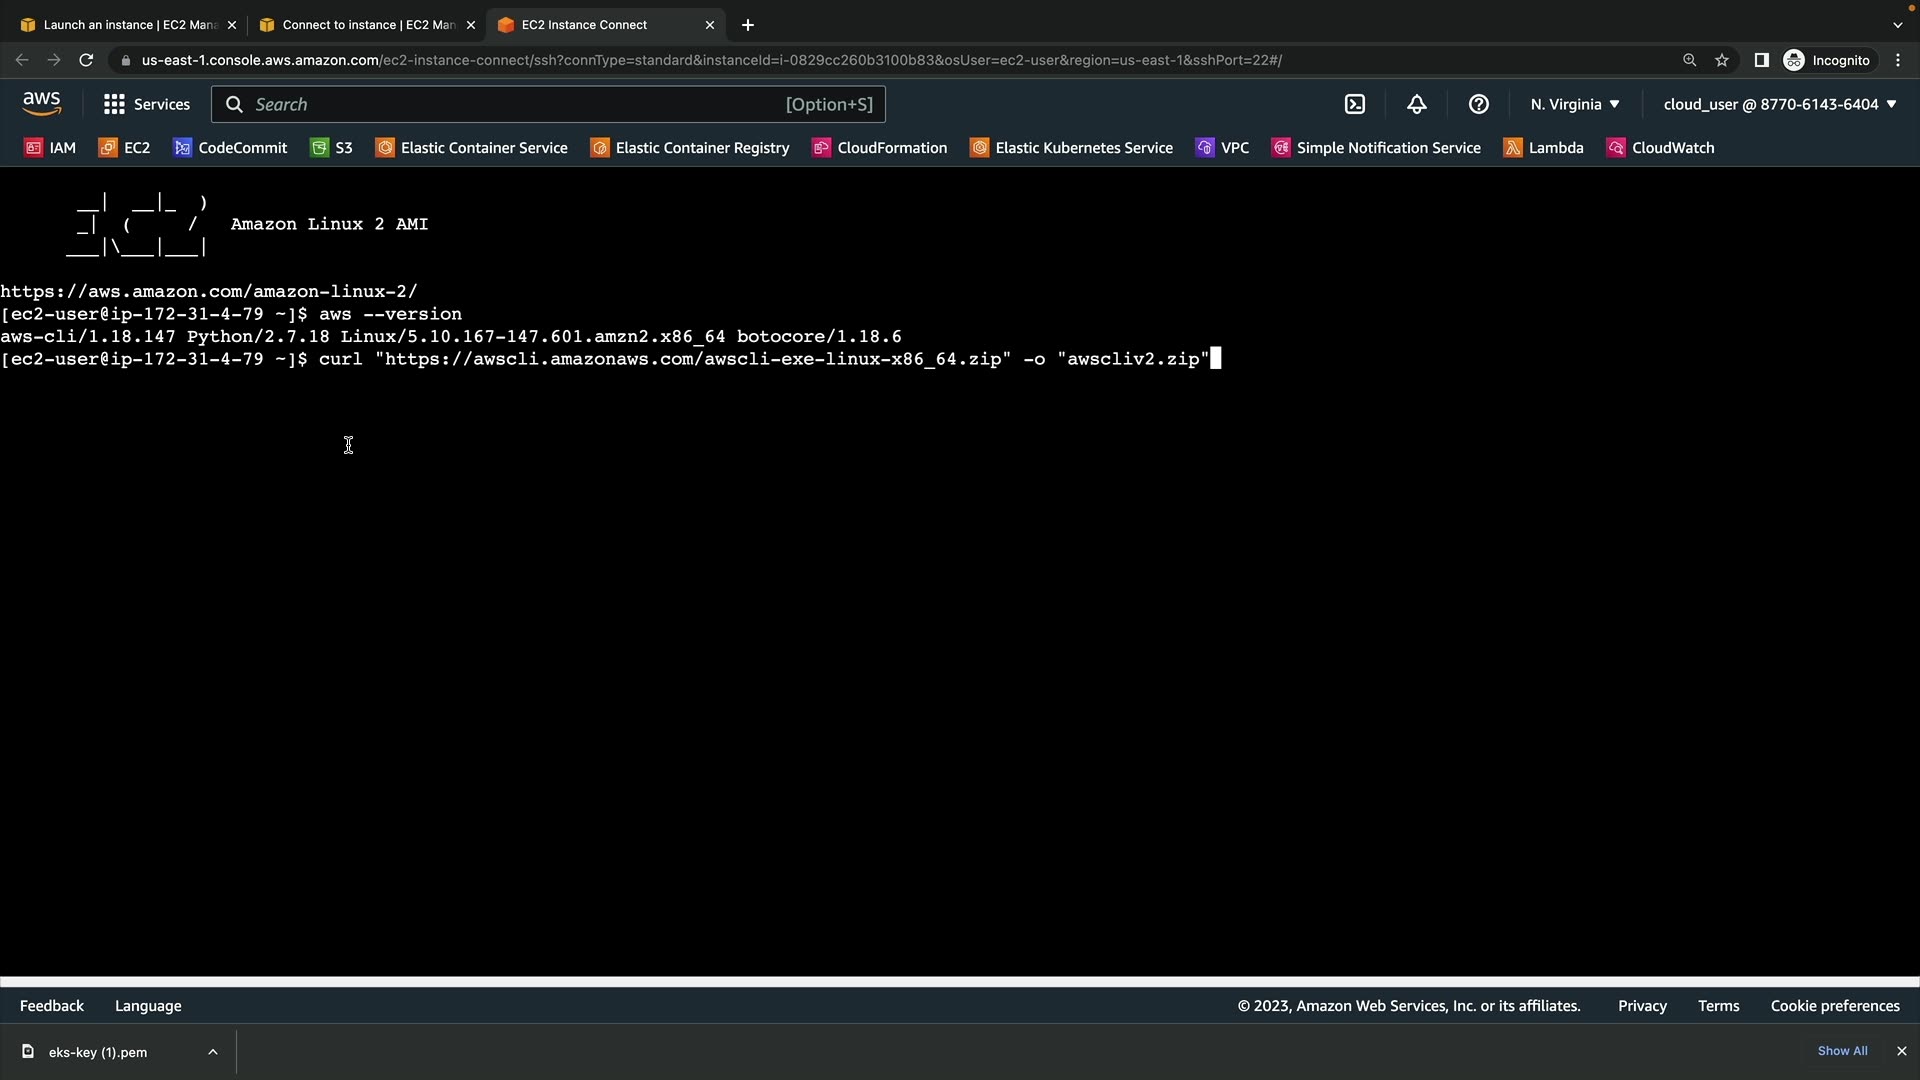 Launch an instance | EC2 Mana
Connect to instance | EC2 Man
EC2 Instance Connect
us-east-1.console.aws.amazon.com/ec2-instance-connect/ssh?connType=standard&instanceId=i-0829cc260b3100b83&osUser=ec2-user&region=us-east-1&sshPort=22#/
Incognito
aws
Services
Search
[Option+S]
N. Virginia
cloud_user @ 8770-6143-6404
IAM
EC2
CodeCommit
S3
Elastic Container Service
Elastic Container Registry
CloudFormation
Elastic Kubernetes Service
VPC
Simple Notification Service
Lambda
CloudWatch
       __|  __|_  )
       _|  (     /   Amazon Linux 2 AMI
      ___|\___|___|
https://aws.amazon.com/amazon-linux-2/
[ec2-user@ip-172-31-4-79 ~]$ aws --version
aws-cli/1.18.147 Python/2.7.18 Linux/5.10.167-147.601.amzn2.x86_64 botocore/1.18.6
[ec2-user@ip-172-31-4-79 ~]$ curl "https://awscli.amazonaws.com/awscli-exe-linux-x86_64.zip" -o "awscliv2.zip"
Feedback
Language
© 2023, Amazon Web Services, Inc. or its affiliates.
Privacy
Terms
Cookie preferences
eks-key (1).pem
Show All